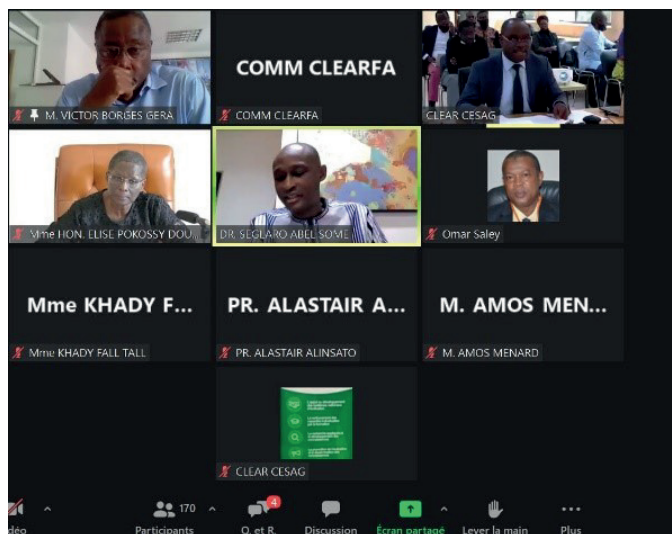 M. VICTOR BORGES GERA
COMM CLEARFA
COMM CLEARFA
CLEAR CESAG
Mme HON. ELISE POKOSSY DOU...
DR. SEGLARO ABEL SOME
Omar Saley
Mme KHADY F...
Mme KHADY FALL TALL
PR. ALASTAIR A...
PR. ALASTAIR ALINSATO
M. AMOS MEN...
M. AMOS MENARD
CLEAR CESAG
déo
170
Participants
4
Q. et R.
Discussion
Écran partagé
Lever la main
Plus